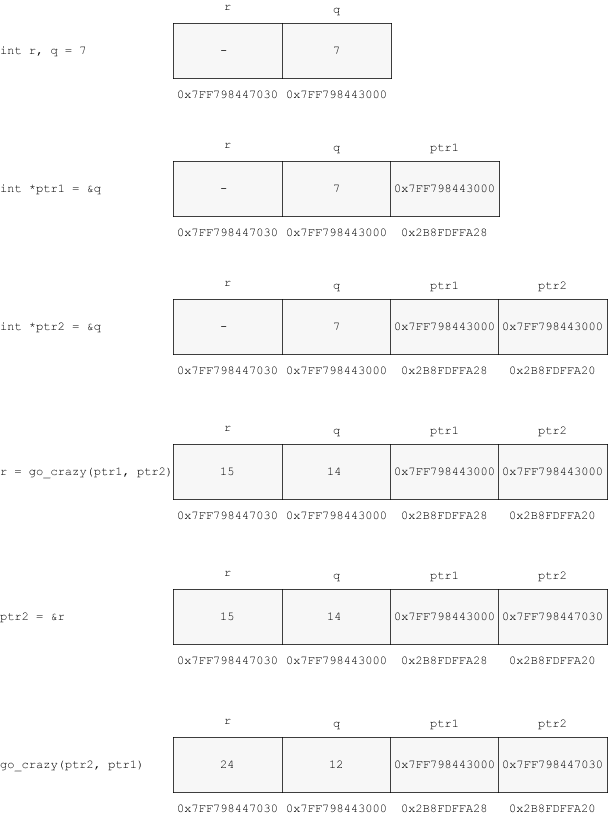 r q
int r, q = 7 - 7
0x7FF798447030 0x7FF798443000
r q ptr1
int *ptr1 = &q - 7 0x7FF798443000
0x7FF798447030 0x7FF798443000 0x2B8FDFFA28
r q ptr1 ptr2
int *ptr2 = &q - 7 0x7FF798443000 0x7FF798443000
0x7FF798447030 0x7FF798443000 0x2B8FDFFA28 0x2B8FDFFA20
r q ptr1 ptr2
r = go_crazy(ptr1, ptr2) 15 14 0x7FF798443000 0x7FF798443000
0x7FF798447030 0x7FF798443000 0x2B8FDFFA28 0x2B8FDFFA20
r q ptr1 ptr2
ptr2 = &r 15 14 0x7FF798443000 0x7FF798447030
0x7FF798447030 0x7FF798443000 0x2B8FDFFA28 0x2B8FDFFA20
r q ptr1 ptr2
go_crazy(ptr2, ptr1) 24 12 0x7FF798443000 0x7FF798447030
0x7FF798447030 0x7FF798443000 0x2B8FDFFA28 0x2B8FDFFA20